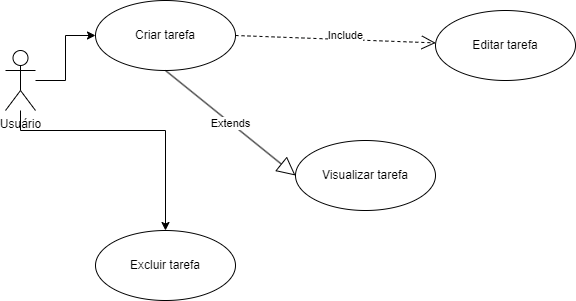 Criar tarefa
Include
Editar tarefa
Usuário
Extends
Visualizar tarefa
Excluir tarefa